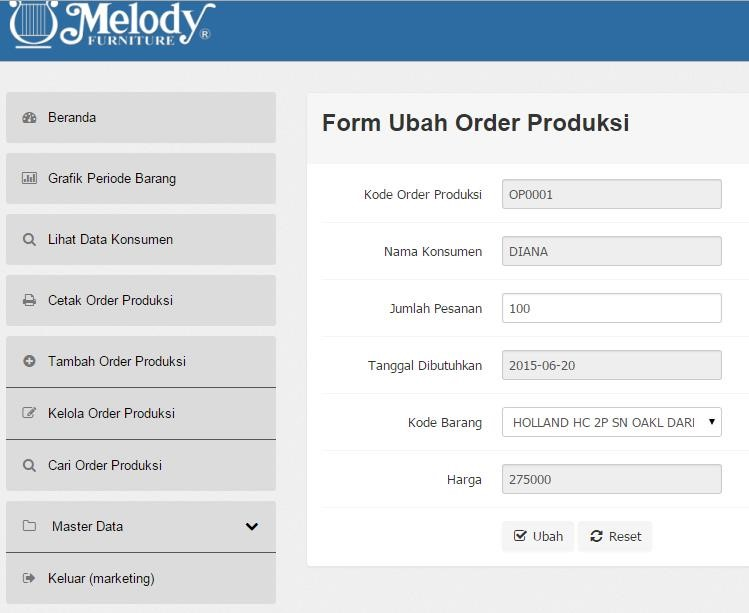 Melody
FURNITURE ®
Beranda
Grafik Periode Barang
Lihat Data Konsumen
Cetak Order Produksi
Tambah Order Produksi
Kelola Order Produksi
Cari Order Produksi
Master Data
Keluar (marketing)
Form Ubah Order Produksi
Kode Order Produksi OP0001
Nama Konsumen DIANA
Jumlah Pesanan 100
Tanggal Dibutuhkan 2015-06-20
Kode Barang HOLLAND HC 2P SN OAKL DARI
Harga 275000
Ubah Reset